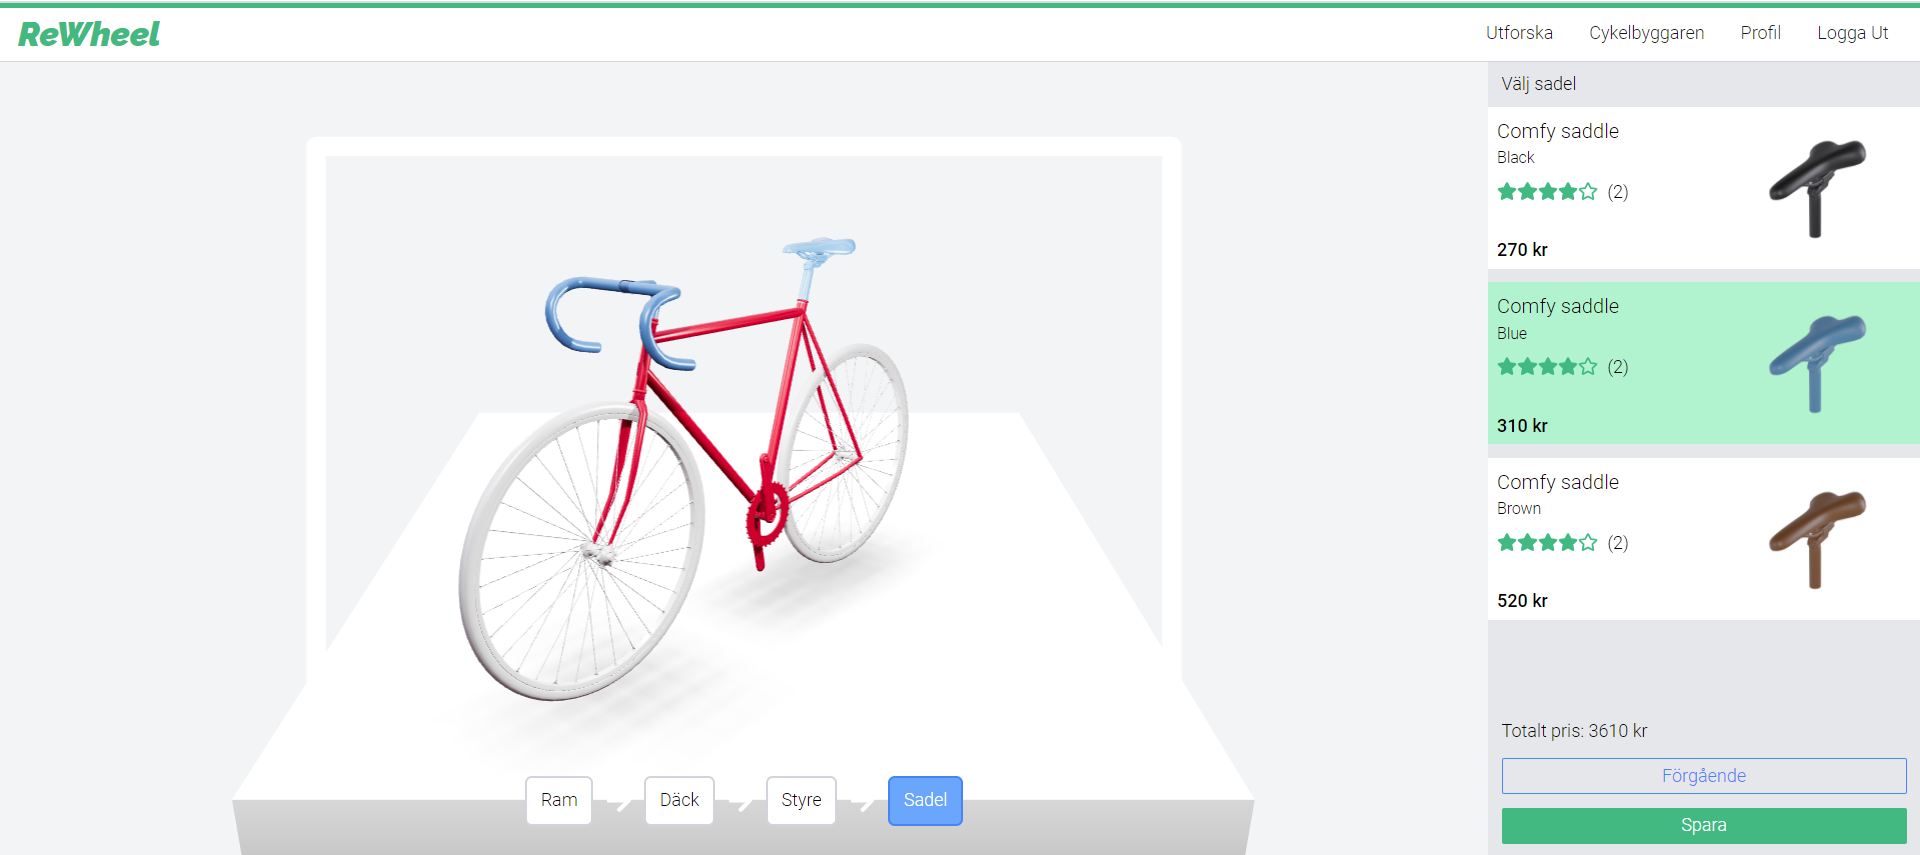 ReWheel
Utforska
Cykelbyggaren
Profil
Logga Ut
Välj sadel
Comfy saddle
Black
(2)
270 kr
Comfy saddle
Blue
(2)
310 kr
Comfy saddle
Brown
(2)
520 kr
Totalt pris: 3610 kr
Förgående
Spara
Ram
Däck
Styre
Sadel